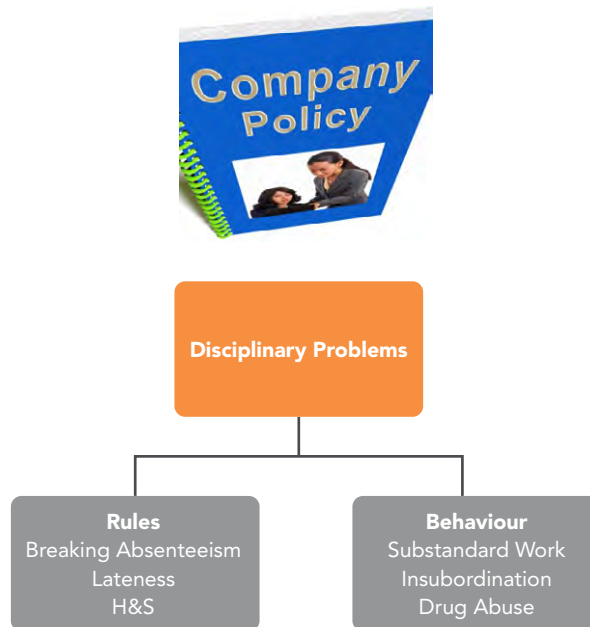 Company
Policy
Disciplinary Problems
Rules
Breaking Absenteeism
Lateness
H&S
Behaviour
Substandard Work
Insubordination
Drug Abuse